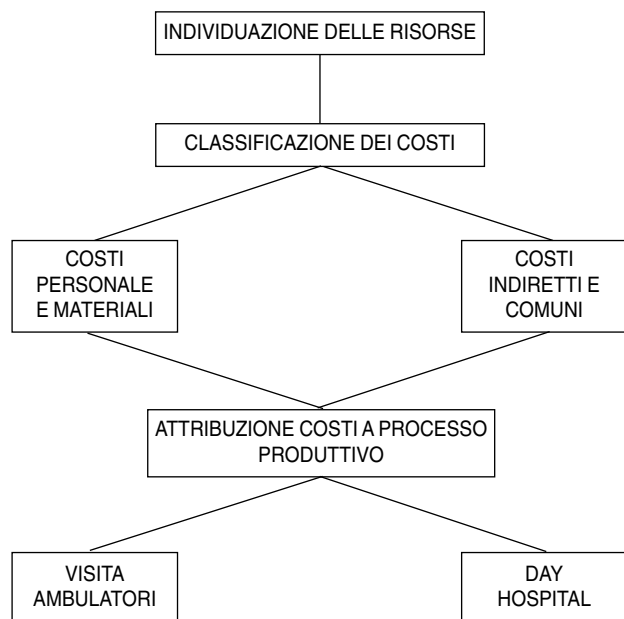 INDIVIDUAZIONE DELLE RISORSE
CLASSIFICAZIONE DEI COSTI
COSTI
PERSONALE
E MATERIALI
COSTI
INDIRETTI E
COMUNI
ATTRIBUZIONE COSTI A PROCESSO
PRODUTTIVO
VISITA
AMBULATORI
DAY
HOSPITAL